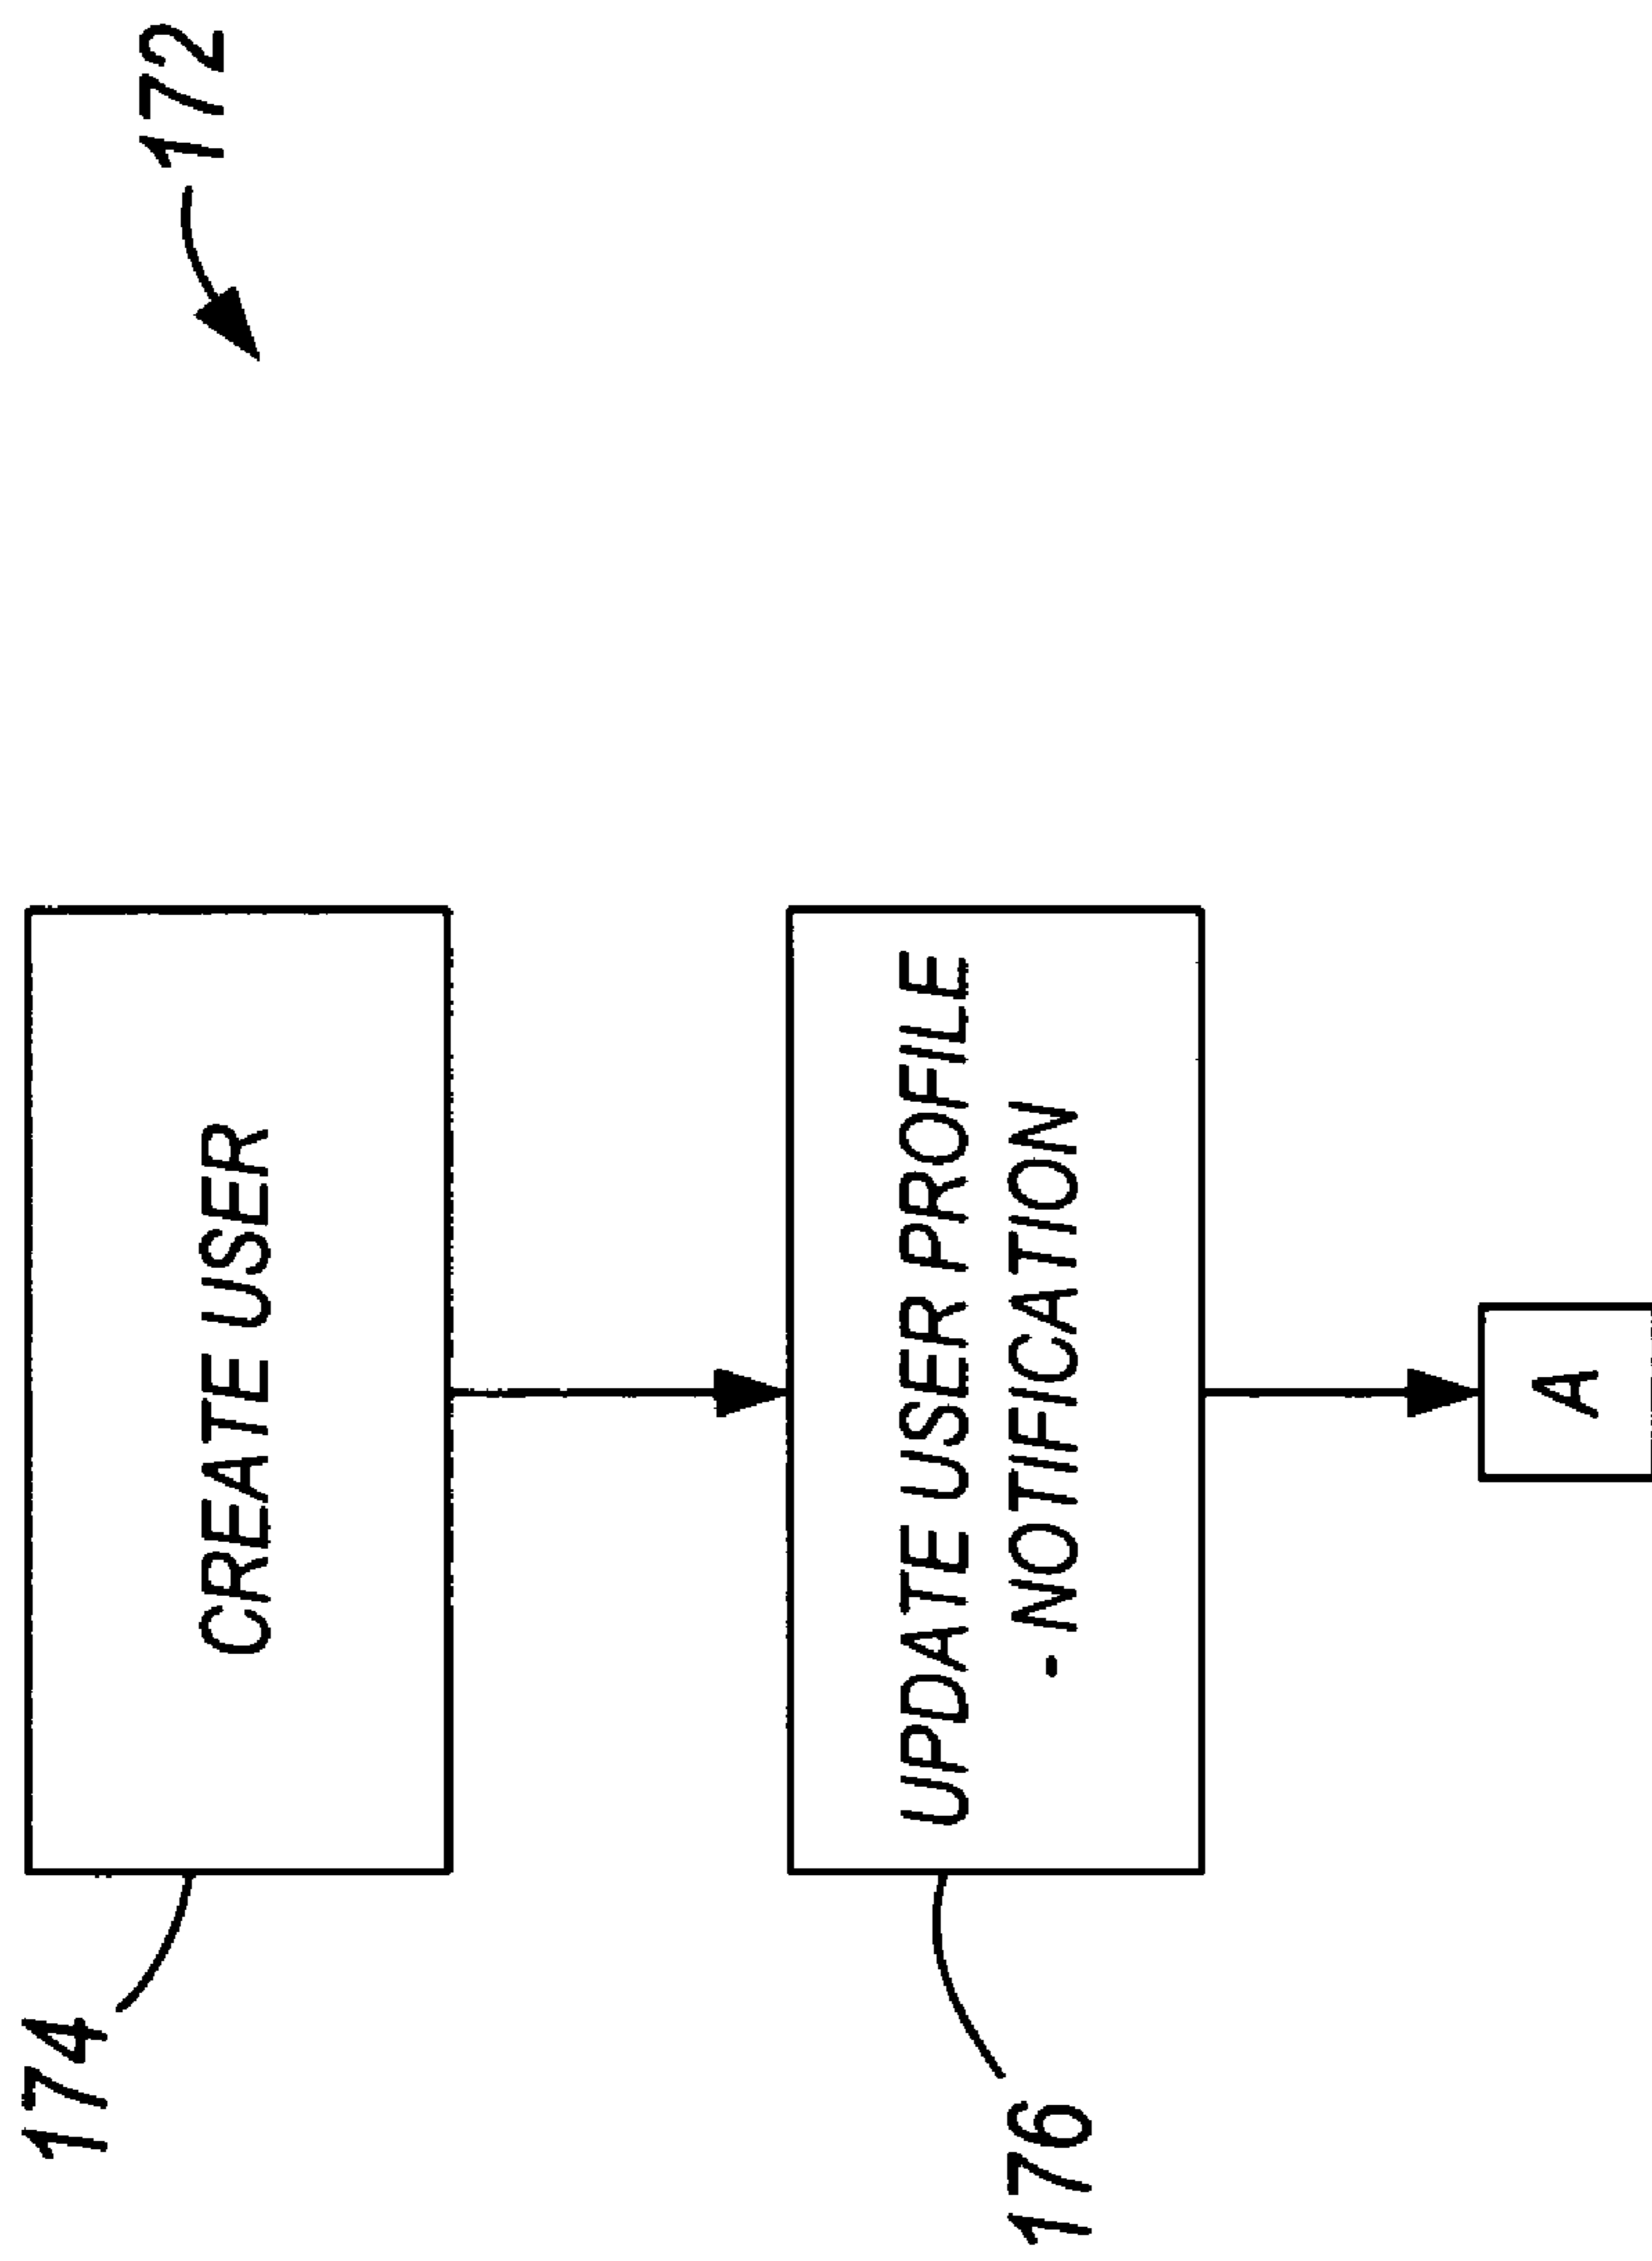 172
174
CREATE USER
UPDATE USER PROFILE
- NOTIFICATION
176
A